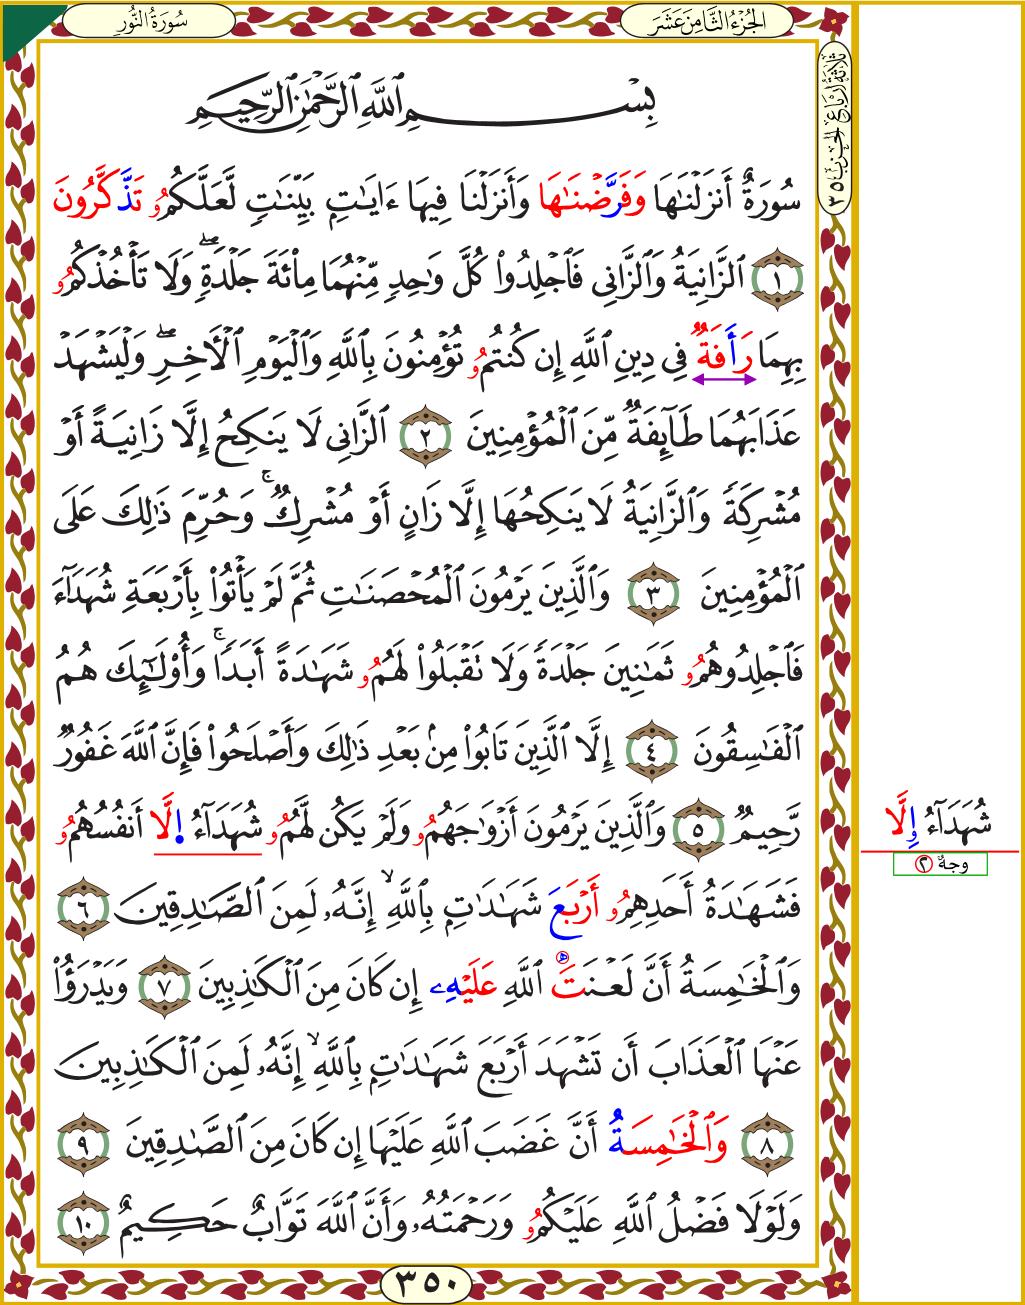 سُورَةُ النُّورِ
الجُزْءُ الثَّامِنَ عَشَرَ
ثَلَاثَةُ أَرْبَاعِ الحِزْبِ ٣٥
بِسْمِ ٱللَّهِ ٱلرَّحْمَٰنِ ٱلرَّحِيمِ
سُورَةٌ أَنزَلْنَٰهَا وَفَرَّضْنَٰهَا وَأَنزَلْنَا فِيهَا ءَايَٰتٍۭ بَيِّنَٰتٍ لَّعَلَّكُمُۥ تَذَّكَّرُونَ
١ ٱلزَّانِيَةُ وَٱلزَّانِى فَٱجْلِدُوا۟ كُلَّ وَٰحِدٍ مِّنْهُمَا مِا۟ئَةَ جَلْدَةٍۖ وَلَا تَأْخُذْكُمُۥ
بِهِمَا رَأَفَةٌ فِى دِينِ ٱللَّهِ إِن كُنتُمُۥ تُؤْمِنُونَ بِٱللَّهِ وَٱلْيَوْمِ ٱلْأَخِرِۖ وَلْيَشْهَدْ
عَذَابَهُمَا طَآئِفَةٌ مِّنَ ٱلْمُؤْمِنِينَ ٢ ٱلزَّانِى لَا يَنكِحُ إِلَّا زَانِيَةً أَوْ
مُشْرِكَةً وَٱلزَّانِيَةُ لَا يَنكِحُهَا إِلَّا زَانٍ أَوْ مُشْرِكٌۚ وَحُرِّمَ ذَٰلِكَ عَلَى
ٱلْمُؤْمِنِينَ ٣ وَٱلَّذِينَ يَرْمُونَ ٱلْمُحْصَنَٰتِ ثُمَّ لَمْ يَأْتُوا۟ بِأَرْبَعَةِ شُهَدَآءَ
فَٱجْلِدُوهُمُۥ ثَمَٰنِينَ جَلْدَةً وَلَا تَقْبَلُوا۟ لَهُمُۥ شَهَٰدَةً أَبَدًاۚ وَأُو۟لَٰٓئِكَ هُمُ
ٱلْفَٰسِقُونَ ٤ إِلَّا ٱلَّذِينَ تَابُوا۟ مِنۢ بَعْدِ ذَٰلِكَ وَأَصْلَحُوا۟ فَإِنَّ ٱللَّهَ غَفُورٌ
رَّحِيمٌ ٥ وَٱلَّذِينَ يَرْمُونَ أَزْوَٰجَهُمُۥ وَلَمْ يَكُن لَّهُمُۥ شُهَدَآءُ اِلَّا أَنفُسُهُمُۥ
فَشَهَٰدَةُ أَحَدِهِمُۥ أَرْبَعَ شَهَٰدَٰتٍۭ بِٱللَّهِۙ إِنَّهُۥ لَمِنَ ٱلصَّٰدِقِينَ ٦
وَٱلْخَٰمِسَةُ أَنَّ لَعْنَتَ ٱللَّهِ عَلَيْهِۦ إِن كَانَ مِنَ ٱلْكَٰذِبِينَ ٧ وَيَدْرَؤُا۟
عَنْهَا ٱلْعَذَابَ أَن تَشْهَدَ أَرْبَعَ شَهَٰدَٰتٍۭ بِٱللَّهِۙ إِنَّهُۥ لَمِنَ ٱلْكَٰذِبِينَ
٨ وَٱلْخَٰمِسَةُ أَنَّ غَضَبَ ٱللَّهِ عَلَيْهَا إِن كَانَ مِنَ ٱلصَّٰدِقِينَ ٩
وَلَوْلَا فَضْلُ ٱللَّهِ عَلَيْكُمُۥ وَرَحْمَتُهُۥ وَأَنَّ ٱللَّهَ تَوَّابٌ حَكِيمٌ ١٠
شُهَدَآءُ وِلَّا
وجهٌ ٢
٣٥٠